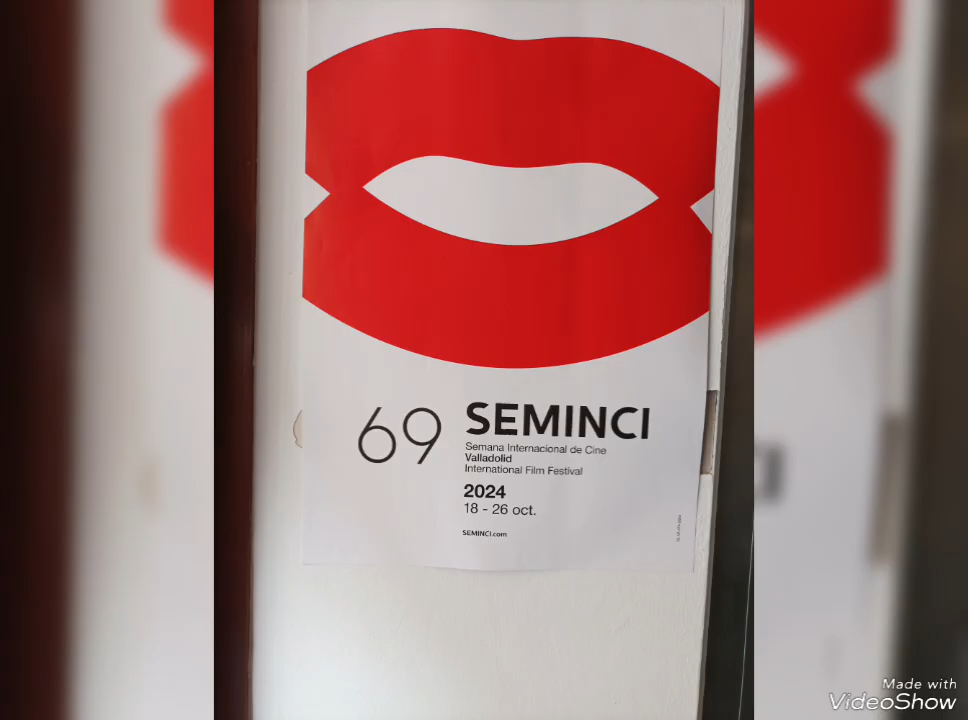 69
SEMINCI
Semana Internacional de Cine
Valladolid
International Film Festival
2024
18 - 26 oct.
SEMINCI.com
Made with
VideoShow